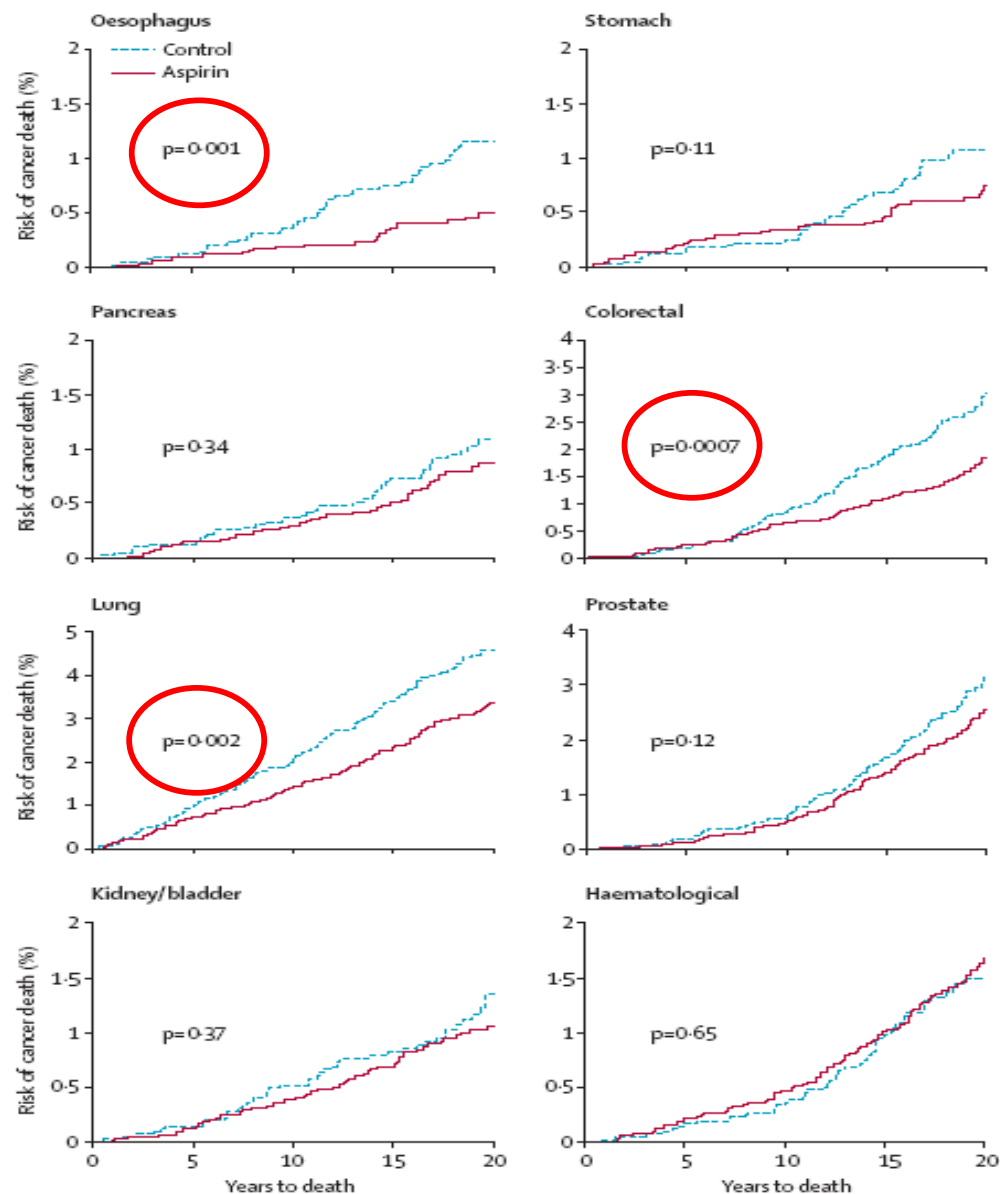 Oesophagus
Control
Aspirin
Risk of cancer death (%)
2
1·5
1
0·5
0
p=0·001
Stomach
2
1·5
1
0·5
0
p=0·11
Pancreas
Risk of cancer death (%)
2
1·5
1
0·5
0
p=0·34
Colorectal
4
3·5
3
2·5
2
1·5
1
0·5
0
p=0·0007
Lung
Risk of cancer death (%)
5
4
3
2
1
0
p=0·002
Prostate
4
3
2
1
0
p=0·12
Kidney/bladder
Risk of cancer death (%)
2
1·5
1
0·5
0
p=0·37
0 5 10 15 20
Years to death
Haematological
2
1·5
1
0·5
0
p=0·65
0 5 10 15 20
Years to death